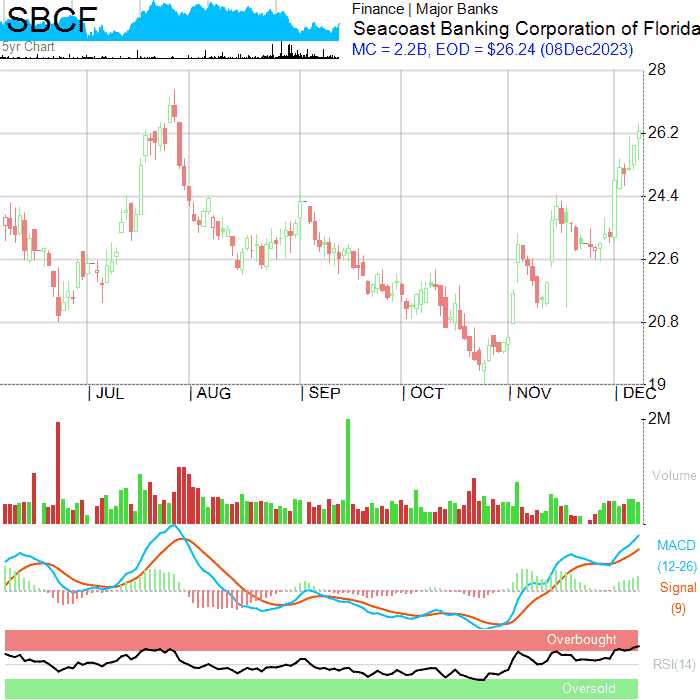 SBCF
5yr Chart
Finance | Major Banks
Seacoast Banking Corporation of Florida
MC = 2.2B, EOD = $26.24 (08Dec2023)
28
26.2
24.4
22.6
20.8
19
|JUL |AUG |SEP |OCT |NOV |DEC
2M
Volume
MACD
(12-26)
Signal
(9)
Overbought
RSI(14)
Oversold